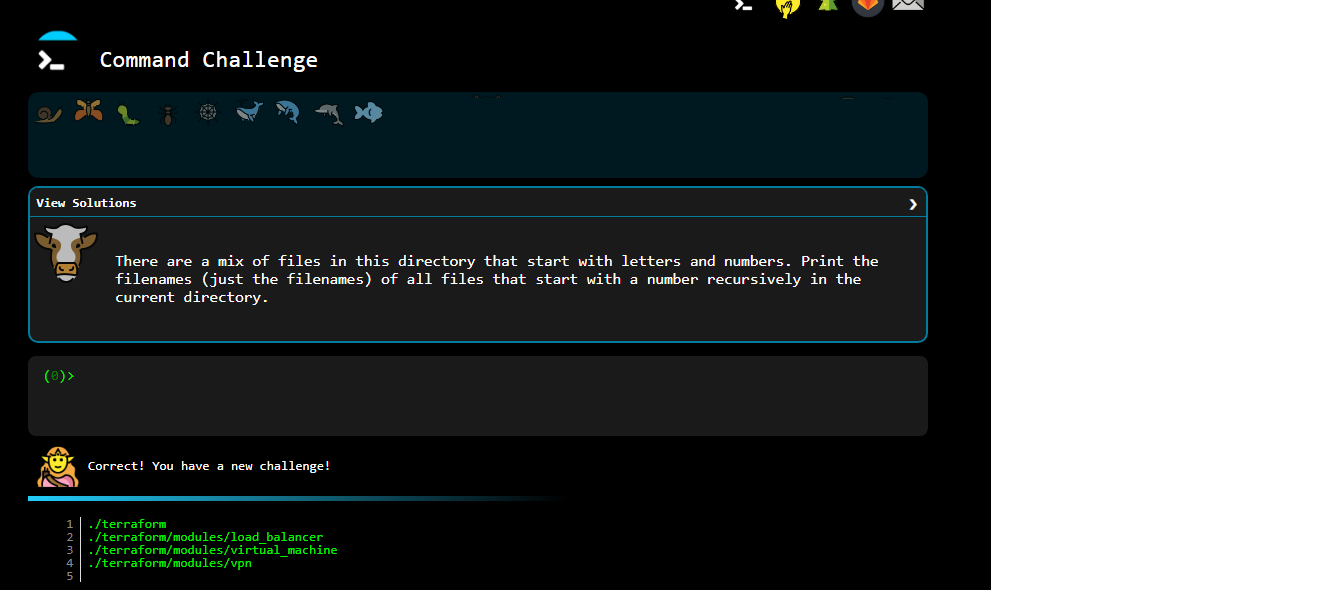 Command Challenge
View Solutions
There are a mix of files in this directory that start with letters and numbers. Print the
filenames (just the filenames) of all files that start with a number recursively in the
current directory.
(0)>
Correct! You have a new challenge!
1 ./terraform
2 ./terraform/modules/load_balancer
3 ./terraform/modules/virtual_machine
4 ./terraform/modules/vpn
5